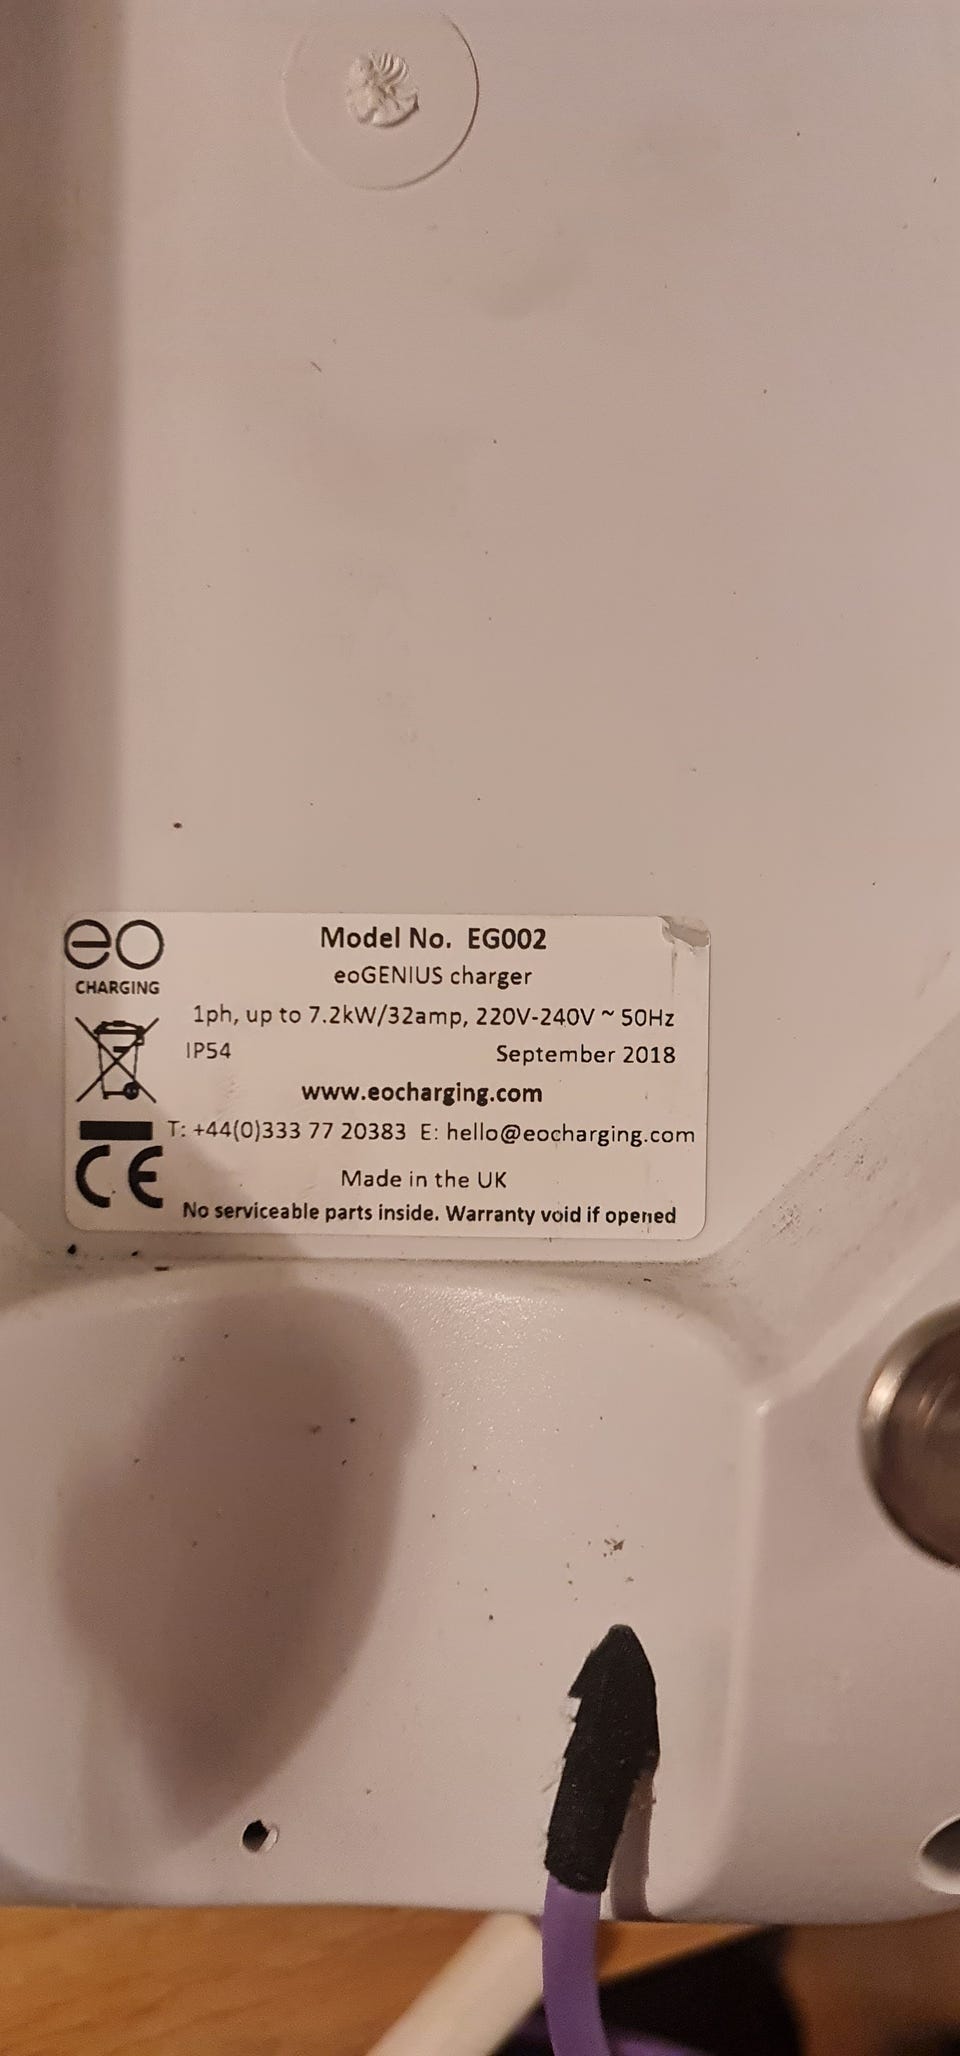 eo
CHARGING
Model No. EG002
eoGENIUS charger
1ph, up to 7.2kW/32amp, 220V-240V ~ 50Hz
IP54 September 2018
www.eocharging.com
T: +44(0)333 77 20383 E: hello@eocharging.com
CE
Made in the UK
No serviceable parts inside. Warranty void if opened